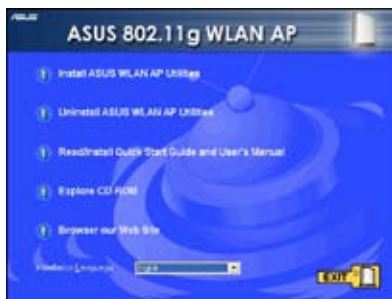 ASUS
ASUS 802.11g WLAN AP
Install ASUS WLAN AP Utilities
Uninstall ASUS WLAN AP Utilities
Read/Install Quick Start Guide and User's Manual
Explore CD-ROM
Browser our Web Site
Language:
English
EXIT